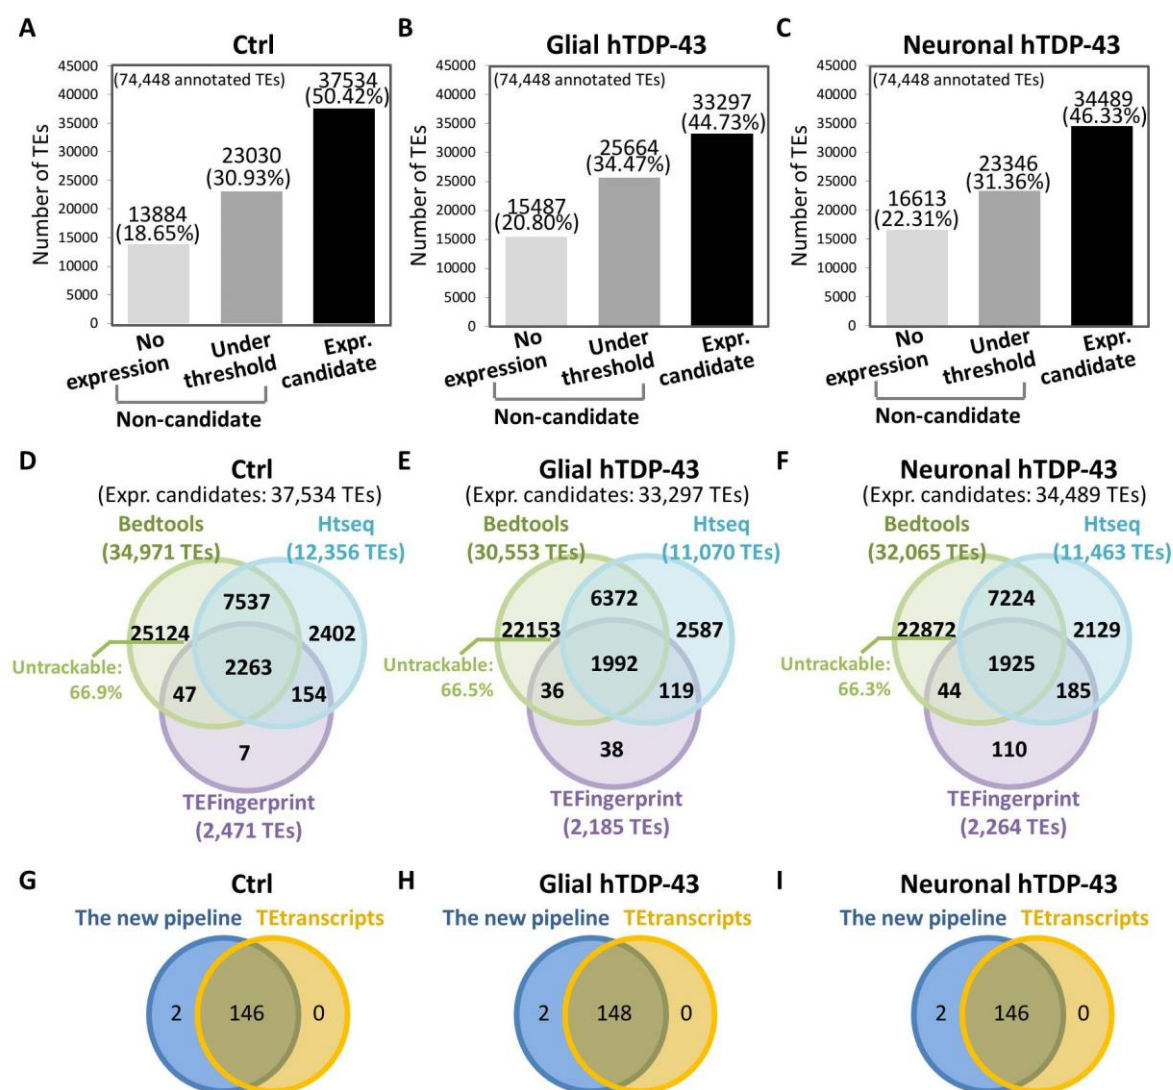 A
Ctrl
(74,448 annotated TEs)
Number of TEs
45000
40000
35000
30000
25000
20000
15000
10000
5000
0
13884
(18.65%)
23030
(30.93%)
37534
(50.42%)
No
expression
Under
threshold
Expr.
candidate
Non-candidate
B
Glial hTDP-43
(74,448 annotated TEs)
Number of TEs
45000
40000
35000
30000
25000
20000
15000
10000
5000
0
15487
(20.80%)
25664
(34.47%)
33297
(44.73%)
No
expression
Under
threshold
Expr.
candidate
Non-candidate
C
Neuronal hTDP-43
(74,448 annotated TEs)
Number of TEs
45000
40000
35000
30000
25000
20000
15000
10000
5000
0
16613
(22.31%)
23346
(31.36%)
34489
(46.33%)
No
expression
Under
threshold
Expr.
candidate
Non-candidate
D
Ctrl
(Expr. candidates: 37,534 TEs)
Bedtools
(34,971 TEs)
Htseq
(12,356 TEs)
7537
25124
2402
2263
Untrackable:
66.9%
47
154
7
TEFingerprint
(2,471 TEs)
E
Glial hTDP-43
(Expr. candidates: 33,297 TEs)
Bedtools
(30,553 TEs)
Htseq
(11,070 TEs)
6372
22153
2587
1992
Untrackable:
66.5%
36
119
38
TEFingerprint
(2,185 TEs)
F
Neuronal hTDP-43
(Expr. candidates: 34,489 TEs)
Bedtools
(32,065 TEs)
Htseq
(11,463 TEs)
7224
22872
2129
1925
Untrackable:
66.3%
44
185
110
TEFingerprint
(2,264 TEs)
G
Ctrl
The new pipeline
TEtranscripts
2
146
0
H
Glial hTDP-43
The new pipeline
TEtranscripts
2
148
0
I
Neuronal hTDP-43
The new pipeline
TEtranscripts
2
146
0